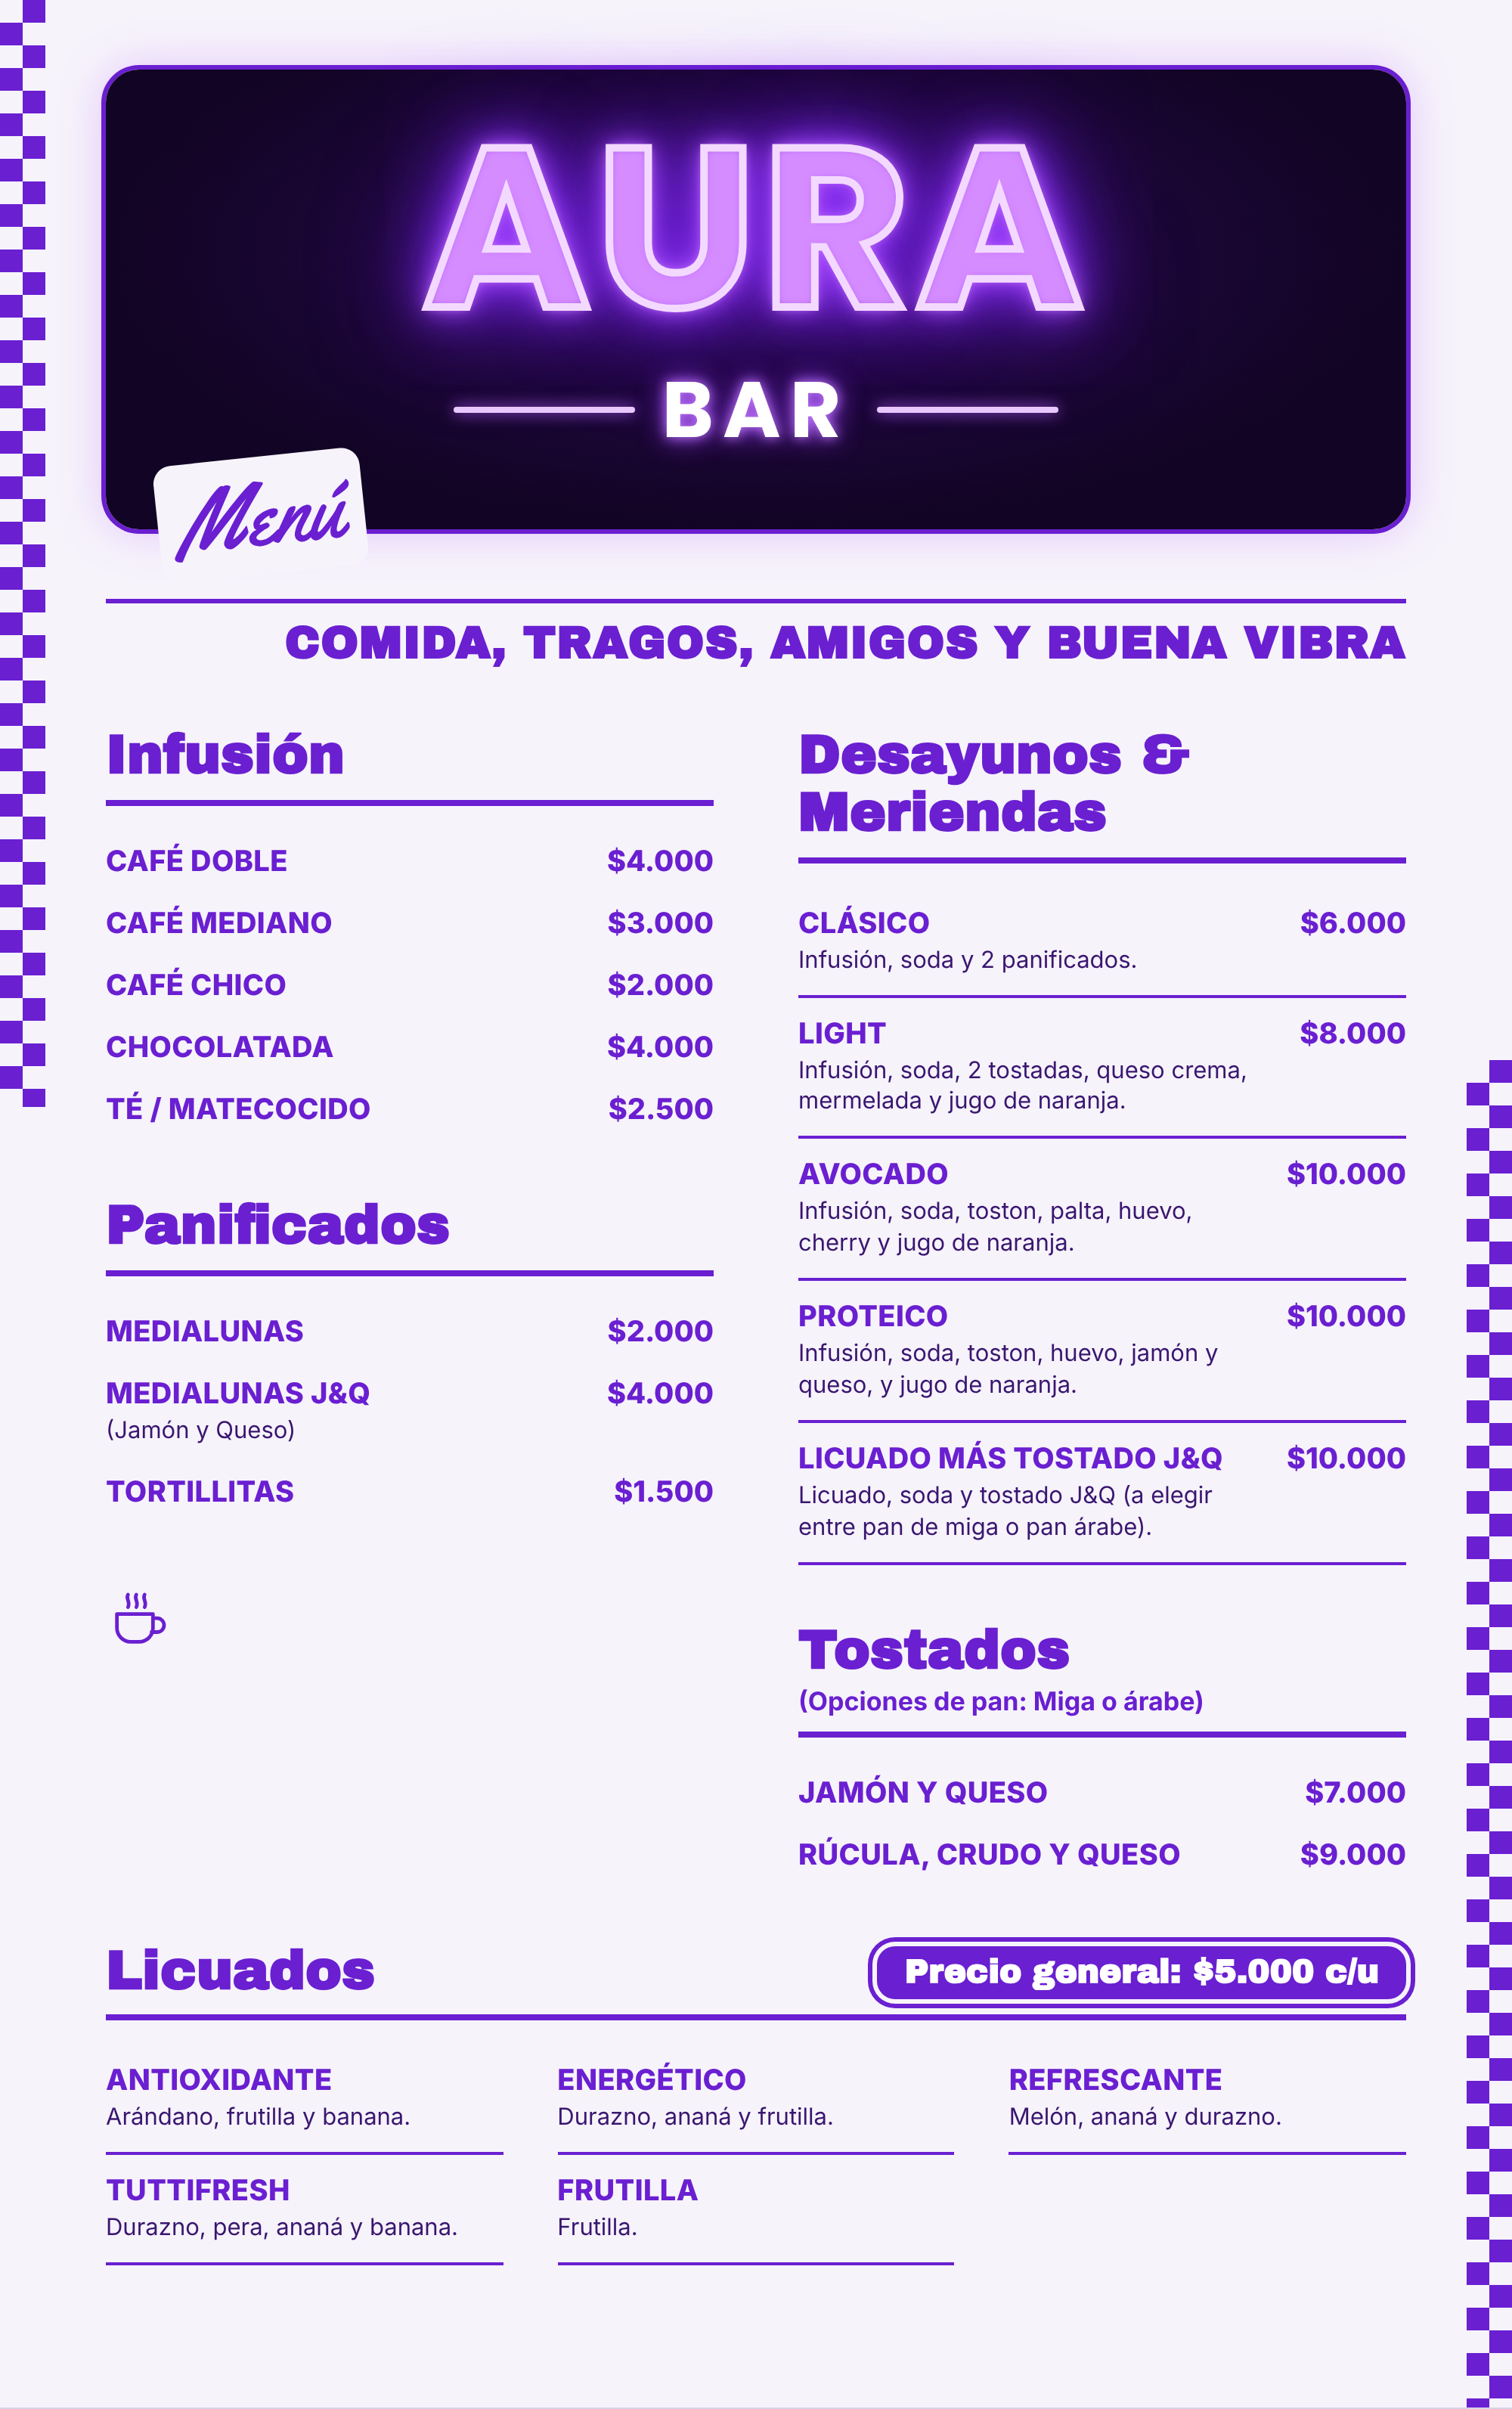 AURA
BAR
Menú
COMIDA, TRAGOS, AMIGOS Y BUENA VIBRA
Infusión
CAFÉ DOBLE $4.000
CAFÉ MEDIANO $3.000
CAFÉ CHICO $2.000
CHOCOLATADA $4.000
TÉ / MATECOCIDO $2.500
Panificados
MEDIALUNAS $2.000
MEDIALUNAS J&Q $4.000
(Jamón y Queso)
TORTILLITAS $1.500
Desayunos &
Meriendas
CLÁSICO $6.000
Infusión, soda y 2 panificados.
LIGHT $8.000
Infusión, soda, 2 tostadas, queso crema,
mermelada y jugo de naranja.
AVOCADO $10.000
Infusión, soda, toston, palta, huevo,
cherry y jugo de naranja.
PROTEICO $10.000
Infusión, soda, toston, huevo, jamón y
queso, y jugo de naranja.
LICUADO MÁS TOSTADO J&Q $10.000
Licuado, soda y tostado J&Q (a elegir
entre pan de miga o pan árabe).
Tostados
(Opciones de pan: Miga o árabe)
JAMÓN Y QUESO $7.000
RÚCULA, CRUDO Y QUESO $9.000
Licuados
Precio general: $5.000 c/u
ANTIOXIDANTE
Arándano, frutilla y banana.
ENERGÉTICO
Durazno, ananá y frutilla.
REFRESCANTE
Melón, ananá y durazno.
TUTTIFRESH
Durazno, pera, ananá y banana.
FRUTILLA
Frutilla.